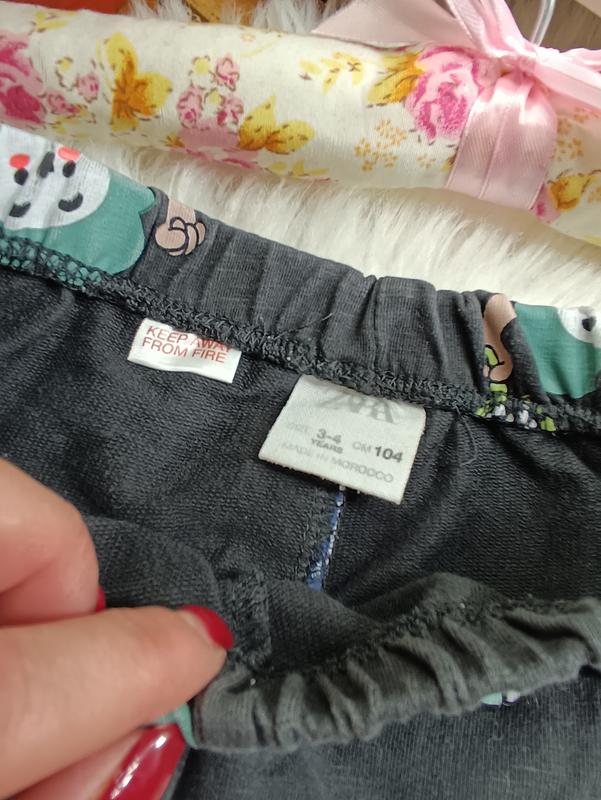 KEEP AWAY
FROM FIRE
ZARA
SIZE 3-4 YEARS CM 104
MADE IN MOROCCO